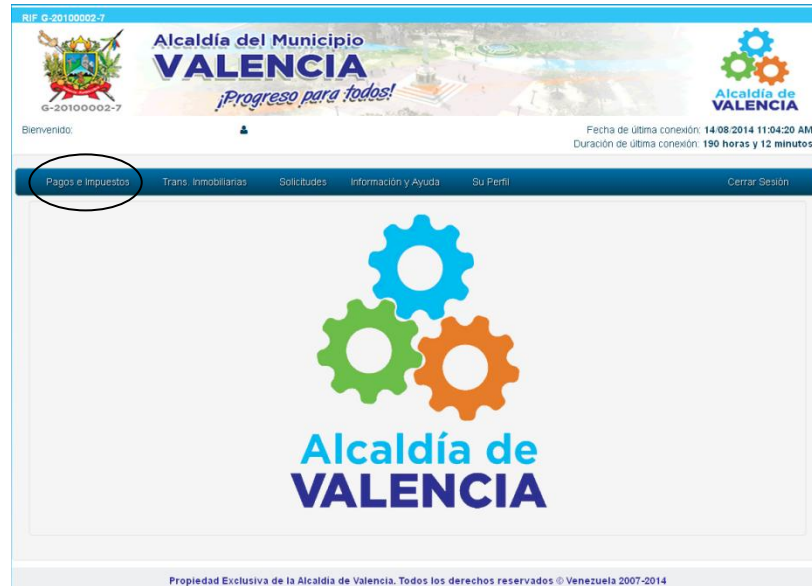 RIF G-20100002-7
Alcaldía del Municipio
VALENCIA
¡Progreso para todos!
G-20100002-7
Alcaldía de
VALENCIA
Bienvenido:
Fecha de última conexión: 14/08/2014 11:04:20 AM
Duración de última conexión: 190 horas y 12 minutos
Pagos e Impuestos Trans. Inmobiliarias Solicitudes Información y Ayuda Su Perfil Cerrar Sesión
Alcaldía de
VALENCIA
Propiedad Exclusiva de la Alcaldía de Valencia. Todos los derechos reservados © Venezuela 2007-2014